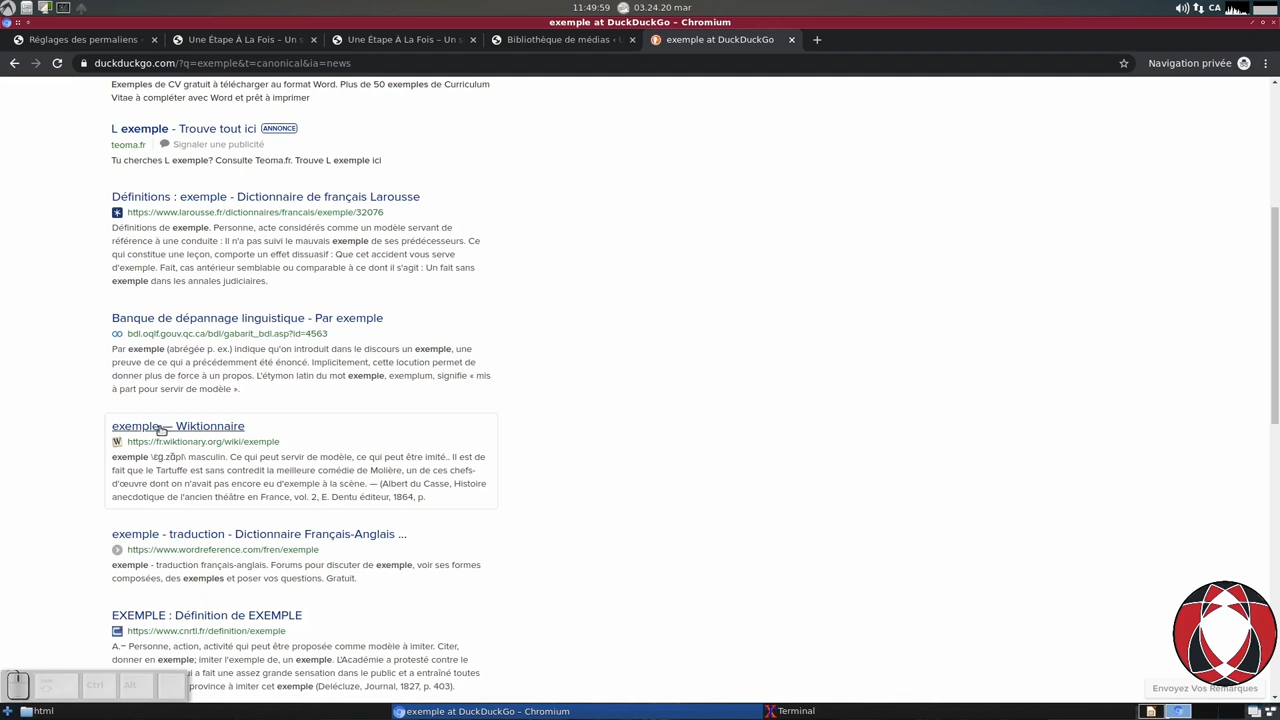 11:49:59
03.24.20 mar
CA
exemple at DuckDuckGo – Chromium
Réglages des permaliens
Une Étape À La Fois – Un s
Une Étape À La Fois – Un s
Bibliothèque de médias ‹ U
exemple at DuckDuckGo
duckduckgo.com/?q=exemple&t=canonical&ia=news
Navigation privée
Exemples de CV gratuit à télécharger au format Word. Plus de 50 exemples de Curriculum
Vitae à compléter avec Word et prêt à imprimer
L exemple - Trouve tout ici ANNONCE
teoma.fr Signaler une publicité
Tu cherches L exemple? Consulte Teoma.fr. Trouve L exemple ici
Définitions : exemple - Dictionnaire de français Larousse
https://www.larousse.fr/dictionnaires/francais/exemple/32076
Définitions de exemple. Personne, acte considérés comme un modèle servant de
référence à une conduite : Il n'a pas suivi le mauvais exemple de ses prédécesseurs. Ce
qui constitue une leçon, comporte un effet dissuasif : Que cet accident vous serve
d'exemple. Fait, cas antérieur semblable ou comparable à ce dont il s'agit : Un fait sans
exemple dans les annales judiciaires.
Banque de dépannage linguistique - Par exemple
bdl.oqlf.gouv.qc.ca/bdl/gabarit_bdl.asp?id=4563
Par exemple (abrégée p. ex.) indique qu'on introduit dans le discours un exemple, une
preuve de ce qui a précédemment été énoncé. Implicitement, cette locution permet de
donner plus de force à un propos. L'étymon latin du mot exemple, exemplum, signifie « mis
à part pour servir de modèle ».
exemple — Wiktionnaire
https://fr.wiktionary.org/wiki/exemple
exemple \ɛɡ.zɑ̃pl\ masculin. Ce qui peut servir de modèle, ce qui peut être imité.. Il est de
fait que le Tartuffe est sans contredit la meilleure comédie de Molière, un de ces chefs-
d'œuvre dont on n'avait pas encore eu d'exemple à la scène. — (Albert du Casse, Histoire
anecdotique de l'ancien théâtre en France, vol. 2, E. Dentu éditeur, 1864, p.
exemple - traduction - Dictionnaire Français-Anglais ...
https://www.wordreference.com/fren/exemple
exemple - traduction français-anglais. Forums pour discuter de exemple, voir ses formes
composées, des exemples et poser vos questions. Gratuit.
EXEMPLE : Définition de EXEMPLE
https://www.cnrtl.fr/definition/exemple
A.− Personne, action, activité qui peut être proposée comme modèle à imiter. Citer,
donner en exemple; imiter l'exemple de, un exemple. L'Académie a protesté contre le
ui a fait une assez grande sensation dans le public et a entraîné toutes
province à imiter cet exemple (Delécluze, Journal, 1827, p. 403).
Ctrl
Alt
Envoyez Vos Remarques
html
exemple at DuckDuckGo – Chromium
Terminal